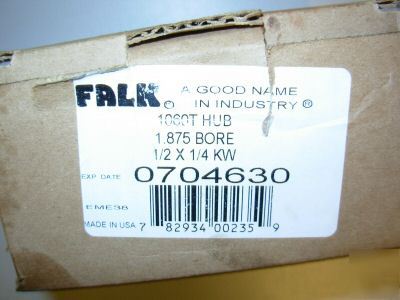 FALK® A GOOD NAME
IN INDUSTRY®
1060T HUB
1.875 BORE
1/2 X 1/4 KW
EXP. DATE 0704630
EME38
MADE IN USA 7 82934 00235 9